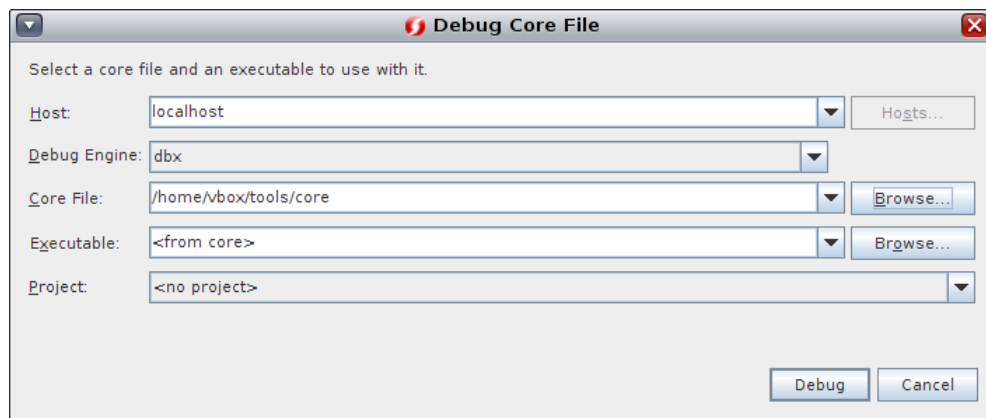 Debug Core File
Select a core file and an executable to use with it.
Host: localhost Hosts...
Debug Engine: dbx
Core File: /home/vbox/tools/core Browse...
Executable: <from core> Browse...
Project: <no project>
Debug Cancel